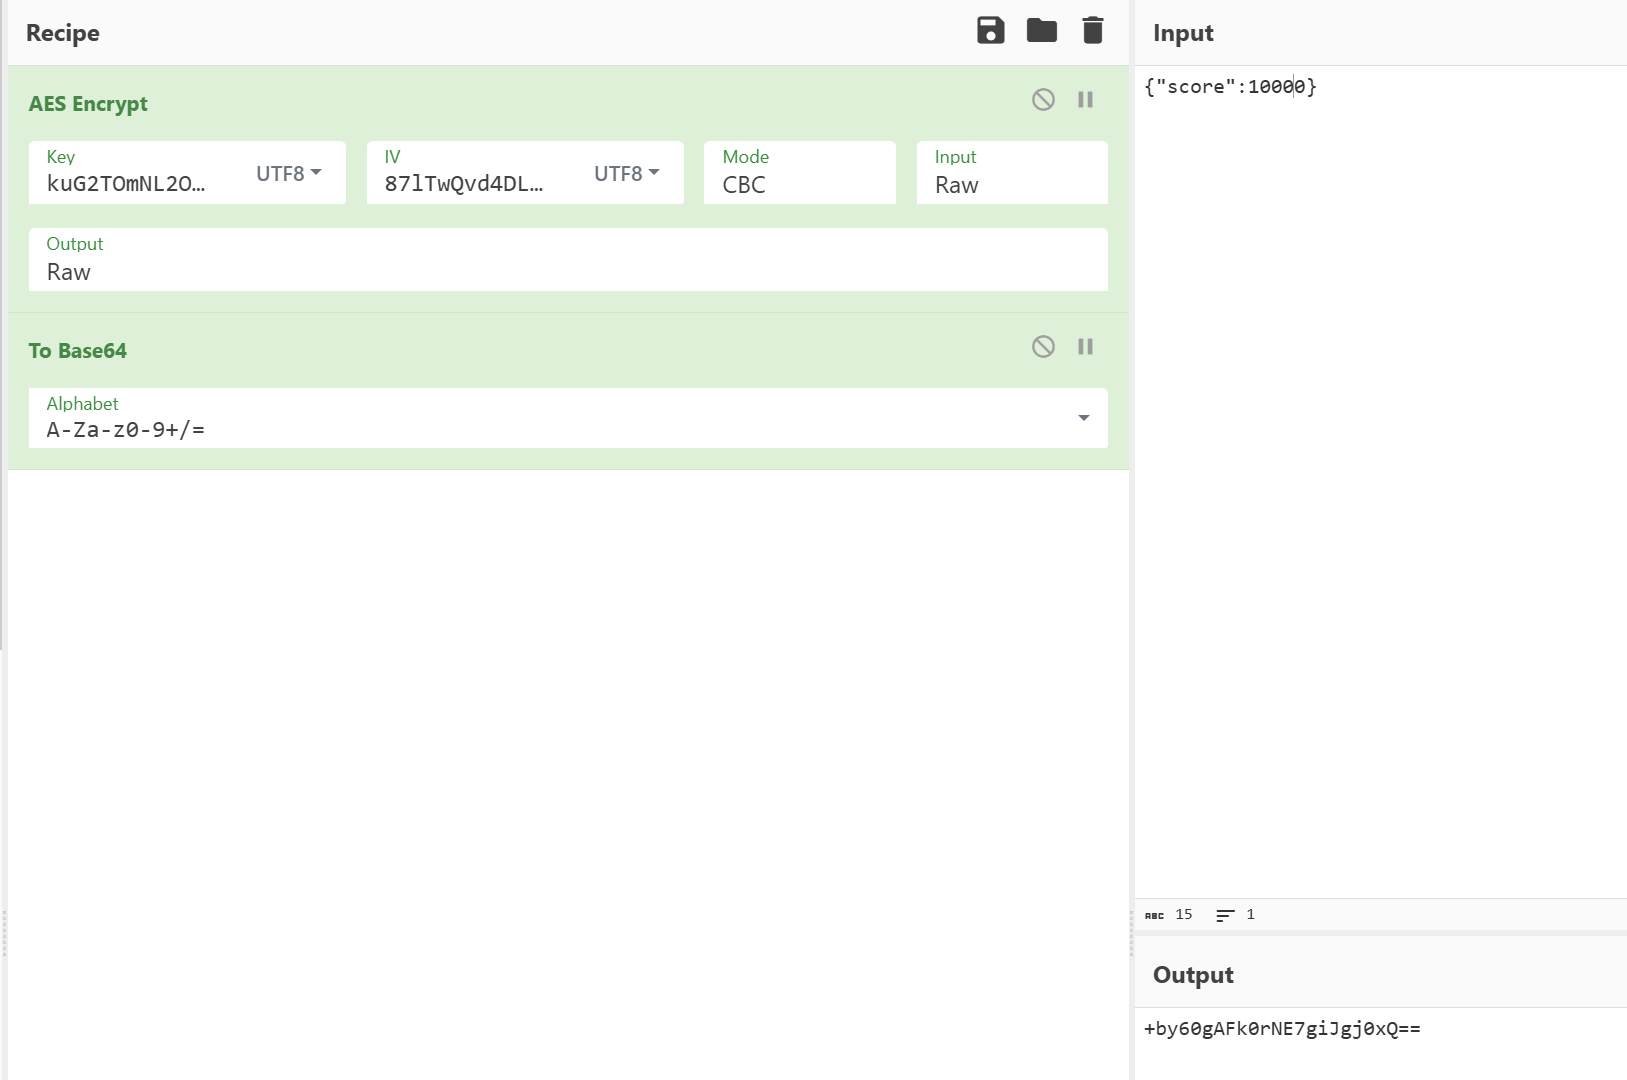 Recipe
AES Encrypt
Key
kuG2TOmNL2O…
UTF8
IV
87lTwQvd4DL…
UTF8
Mode
CBC
Input
Raw
Output
Raw
To Base64
Alphabet
A-Za-z0-9+/=
Input
{"score":10000}
ABC 15 1
Output
+by60gAFk0rNE7giJgj0xQ==